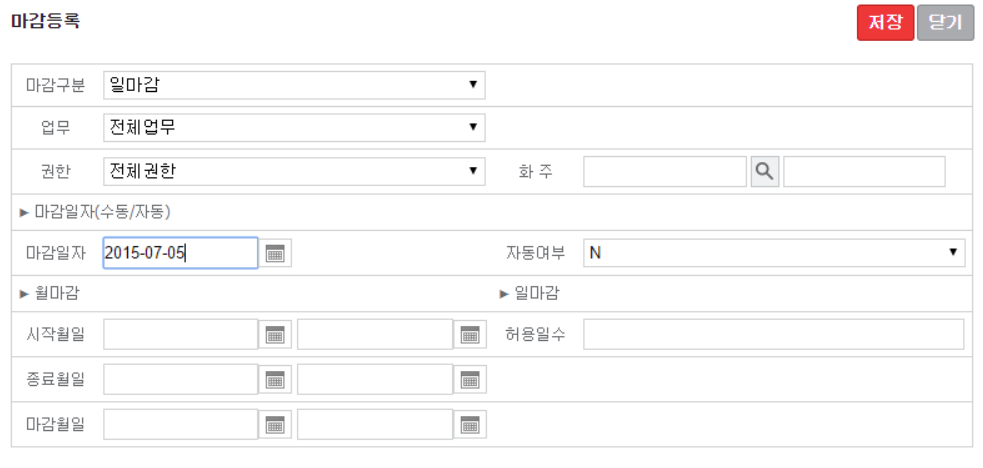 마감등록 저장 닫기
마감구분 일마감
업무 전체업무
권한 전체권한 화 주
▶ 마감일자(수동/자동)
마감일자 2015-07-05 자동여부 N
▶ 월마감 ▶ 일마감
시작월일 허용일수
종료월일
마감월일